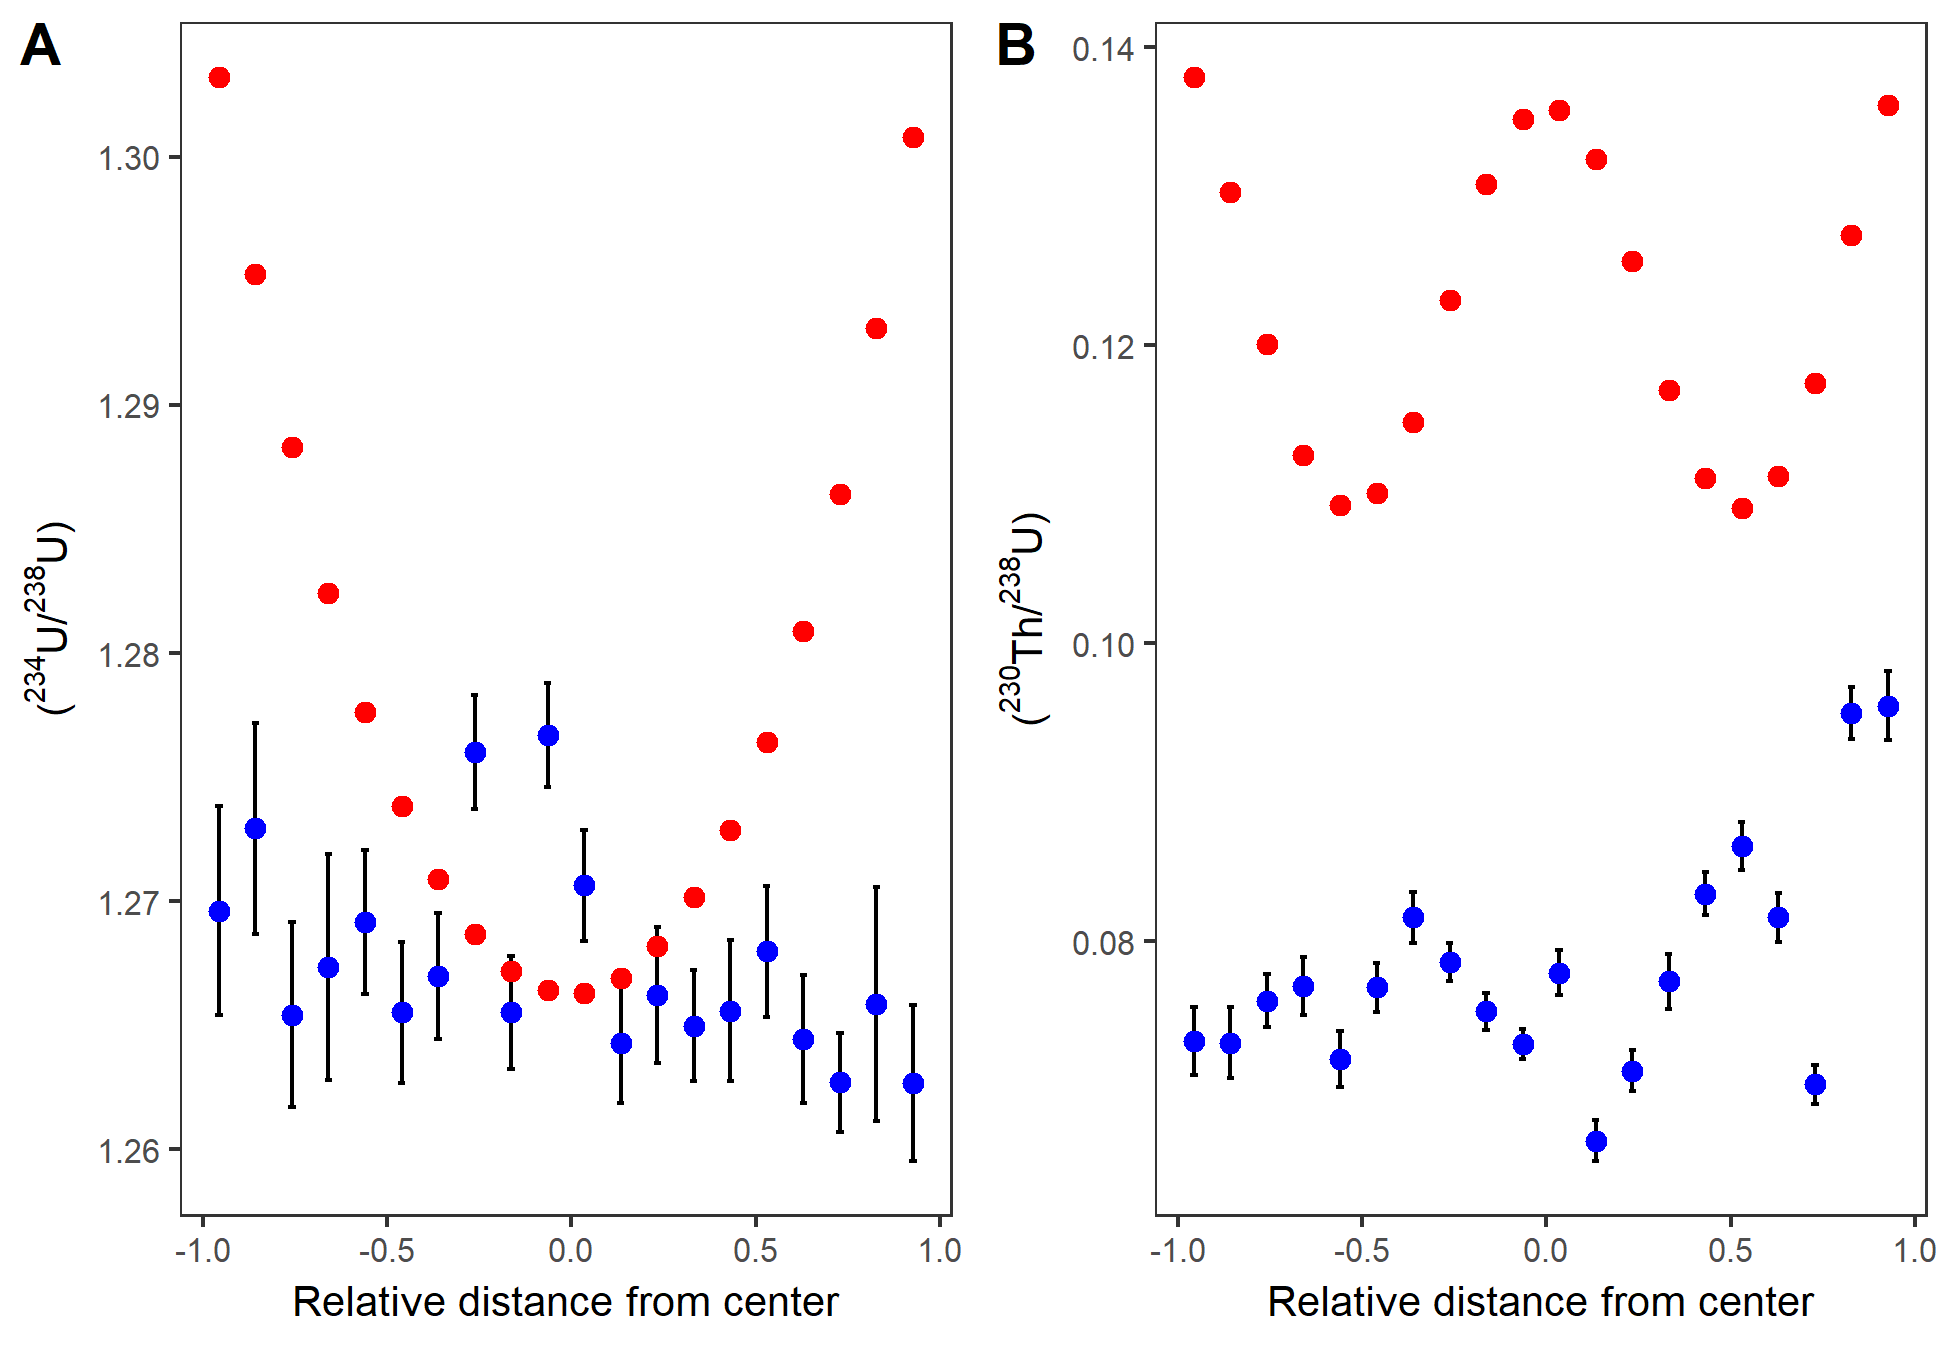 A
(²³⁴U/²³⁸U)
1.30
1.29
1.28
1.27
1.26
-1.0 -0.5 0.0 0.5 1.0
Relative distance from center
B
(²³⁰Th/²³⁸U)
0.14
0.12
0.10
0.08
-1.0 -0.5 0.0 0.5 1.0
Relative distance from center